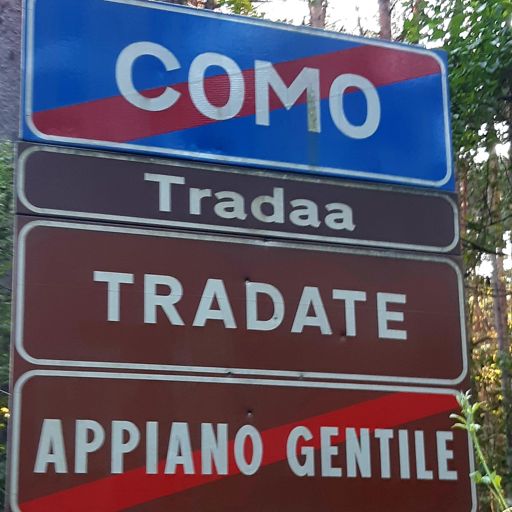 COMO
Tradaa
TRADATE
APPIANO GENTILE